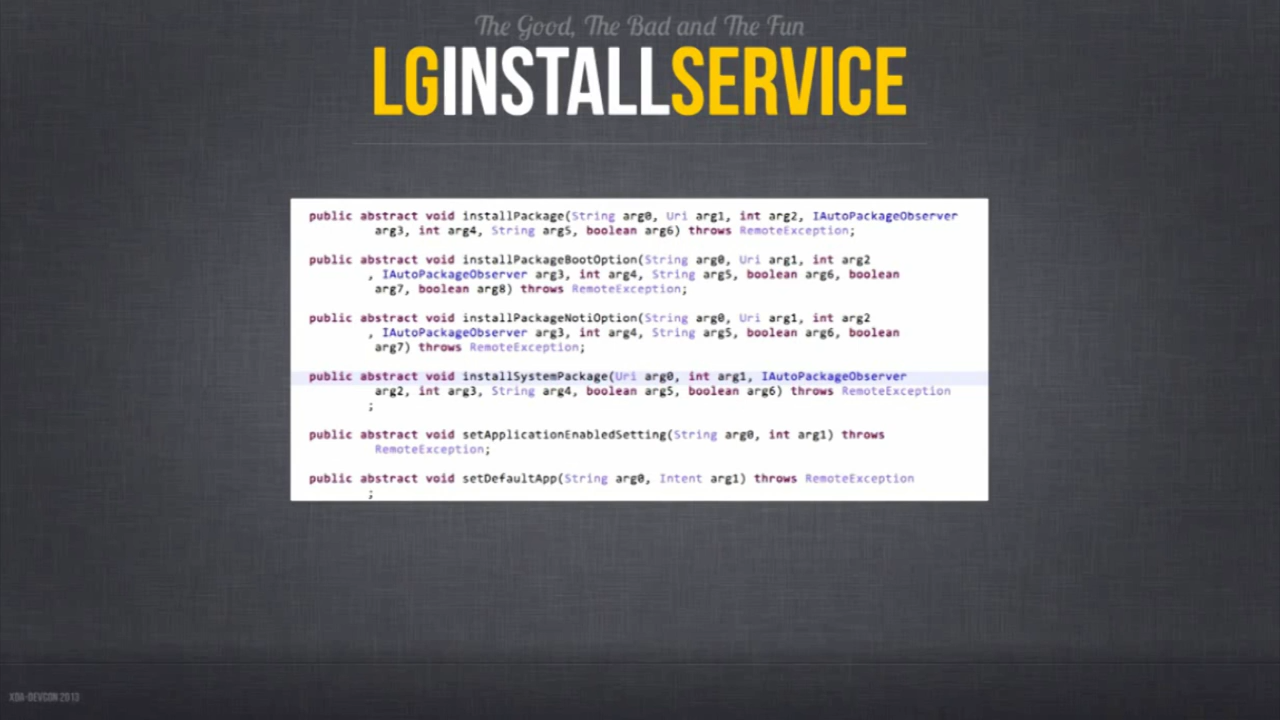 The Good, The Bad and The Fun
LGINSTALLSERVICE
public abstract void installPackage(String arg0, Uri arg1, int arg2, IAutoPackageObserver
arg3, int arg4, String arg5, boolean arg6) throws RemoteException;
public abstract void installPackageBootOption(String arg0, Uri arg1, int arg2
, IAutoPackageObserver arg3, int arg4, String arg5, boolean arg6, boolean
arg7, boolean arg8) throws RemoteException;
public abstract void installPackageNotiOption(String arg0, Uri arg1, int arg2
, IAutoPackageObserver arg3, int arg4, String arg5, boolean arg6, boolean
arg7) throws RemoteException;
public abstract void installSystemPackage(Uri arg0, int arg1, IAutoPackageObserver
arg2, int arg3, String arg4, boolean arg5, boolean arg6) throws RemoteException
;
public abstract void setApplicationEnabledSetting(String arg0, int arg1) throws
RemoteException;
public abstract void setDefaultApp(String arg0, Intent arg1) throws RemoteException
;
XDA-DEVCON 2013